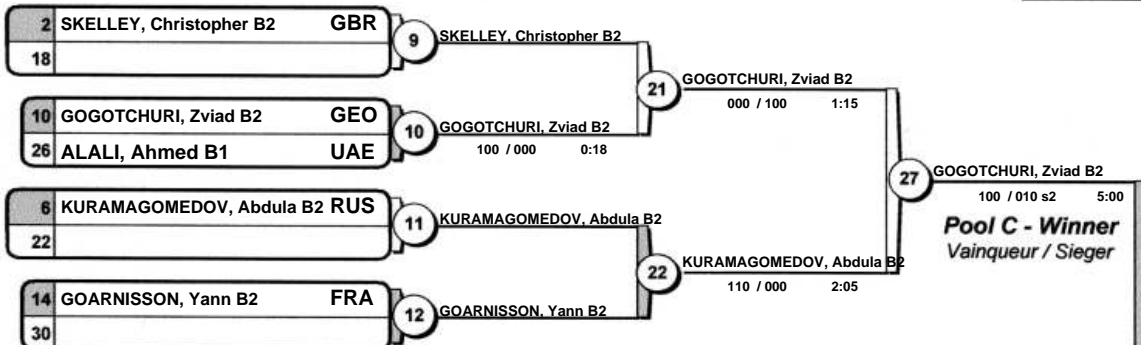 2 SKELLEY, Christopher B2 GBR
18
9
SKELLEY, Christopher B2
10 GOGOTCHURI, Zviad B2 GEO
26 ALALI, Ahmed B1 UAE
10
GOGOTCHURI, Zviad B2
100 / 000 0:18
21
GOGOTCHURI, Zviad B2
000 / 100 1:15
6 KURAMAGOMEDOV, Abdula B2 RUS
22
11
KURAMAGOMEDOV, Abdula B2
14 GOARNISSON, Yann B2 FRA
30
12
GOARNISSON, Yann B2
22
KURAMAGOMEDOV, Abdula B2
110 / 000 2:05
27
GOGOTCHURI, Zviad B2
100 / 010 s2 5:00
Pool C - Winner
Vainqueur / Sieger